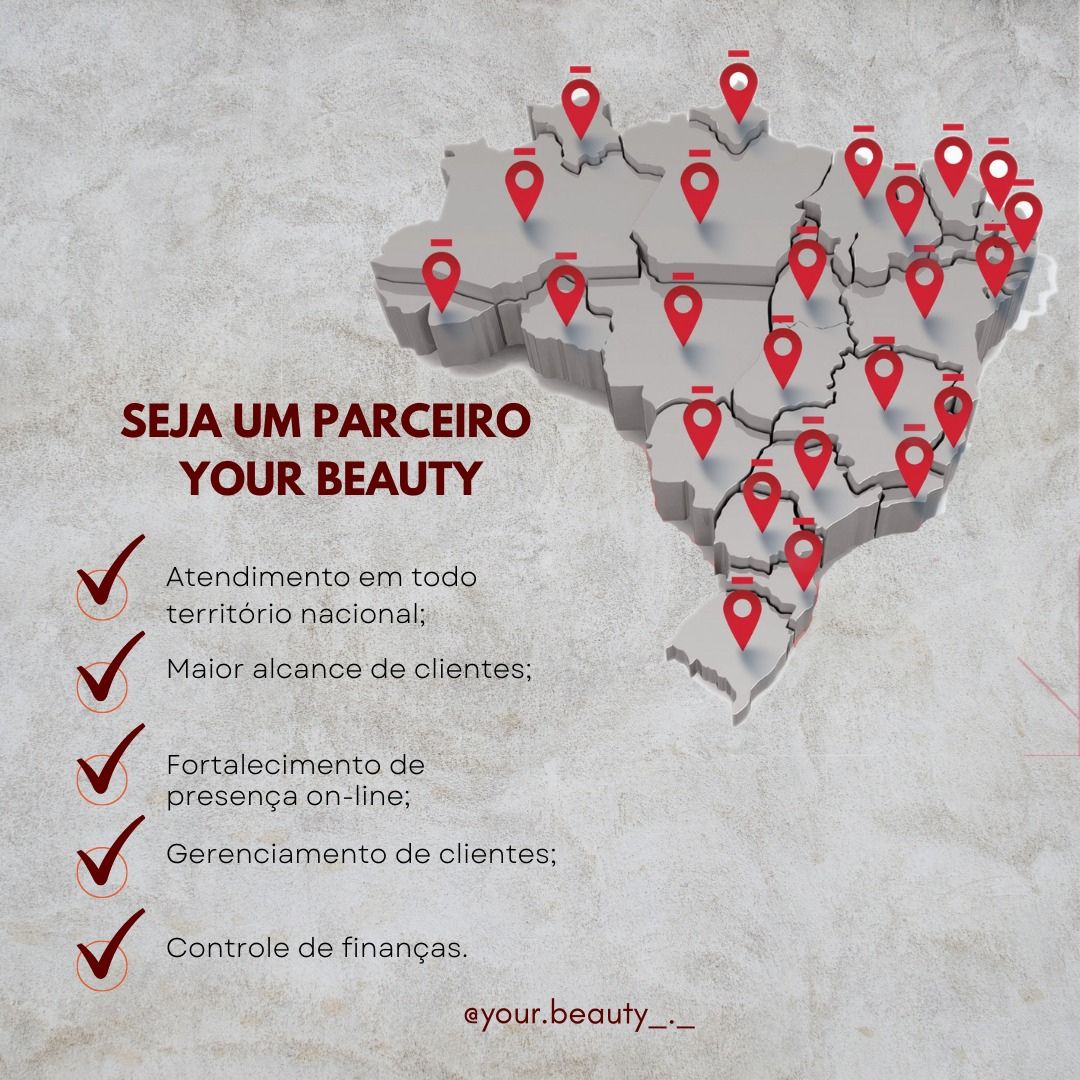 SEJA UM PARCEIRO
YOUR BEAUTY
Atendimento em todo
território nacional;
Maior alcance de clientes;
Fortalecimento de
presença on-line;
Gerenciamento de clientes;
Controle de finanças.
@your.beauty_._